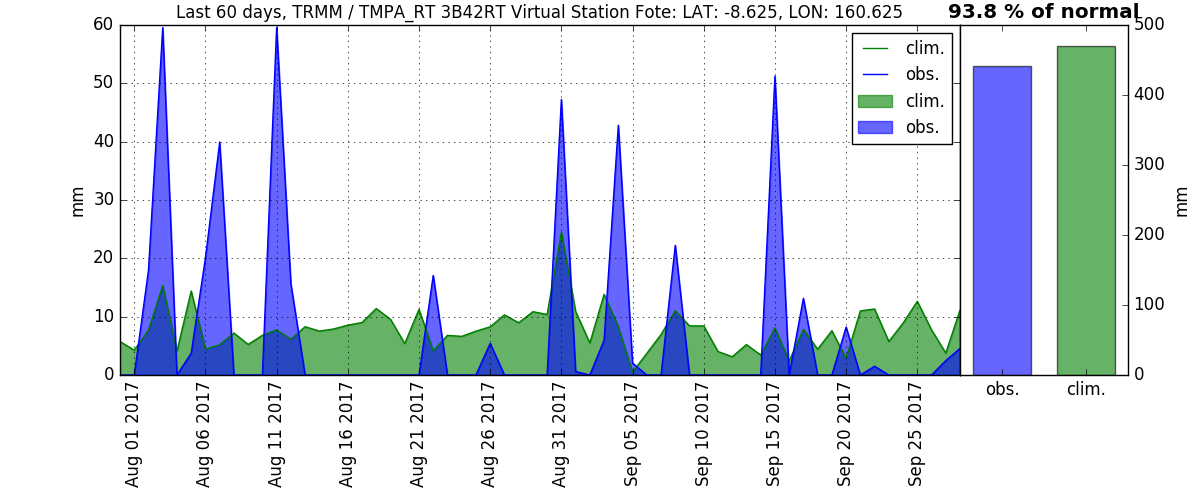 Last 60 days, TRMM / TMPA_RT 3B42RT Virtual Station Fote: LAT: -8.625, LON: 160.625
93.8 % of normal
60
50
40
30
20
10
0
mm
clim.
obs.
clim.
obs.
500
400
300
200
100
0
mm
obs.
clim.
Aug 01 2017
Aug 06 2017
Aug 11 2017
Aug 16 2017
Aug 21 2017
Aug 26 2017
Aug 31 2017
Sep 05 2017
Sep 10 2017
Sep 15 2017
Sep 20 2017
Sep 25 2017